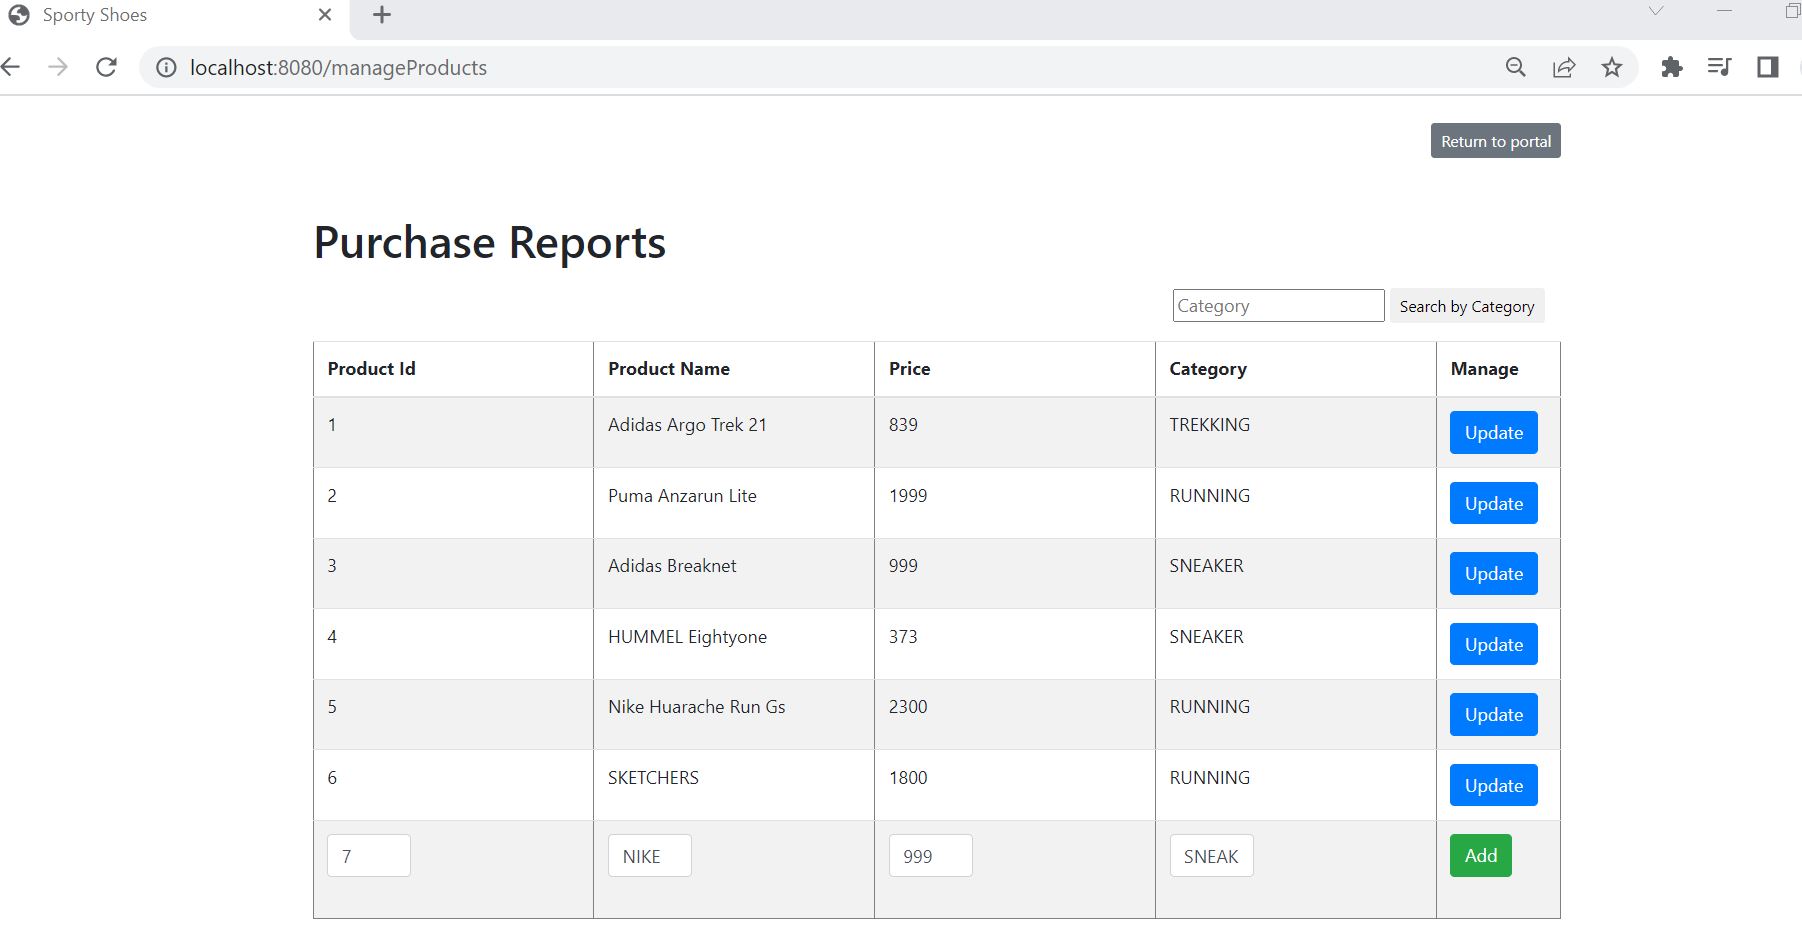 Sporty Shoes
localhost:8080/manageProducts
Return to portal
Purchase Reports
Category Search by Category
Product Id Product Name Price Category Manage
1 Adidas Argo Trek 21 839 TREKKING Update
2 Puma Anzarun Lite 1999 RUNNING Update
3 Adidas Breaknet 999 SNEAKER Update
4 HUMMEL Eightyone 373 SNEAKER Update
5 Nike Huarache Run Gs 2300 RUNNING Update
6 SKETCHERS 1800 RUNNING Update
7 NIKE 999 SNEAK Add